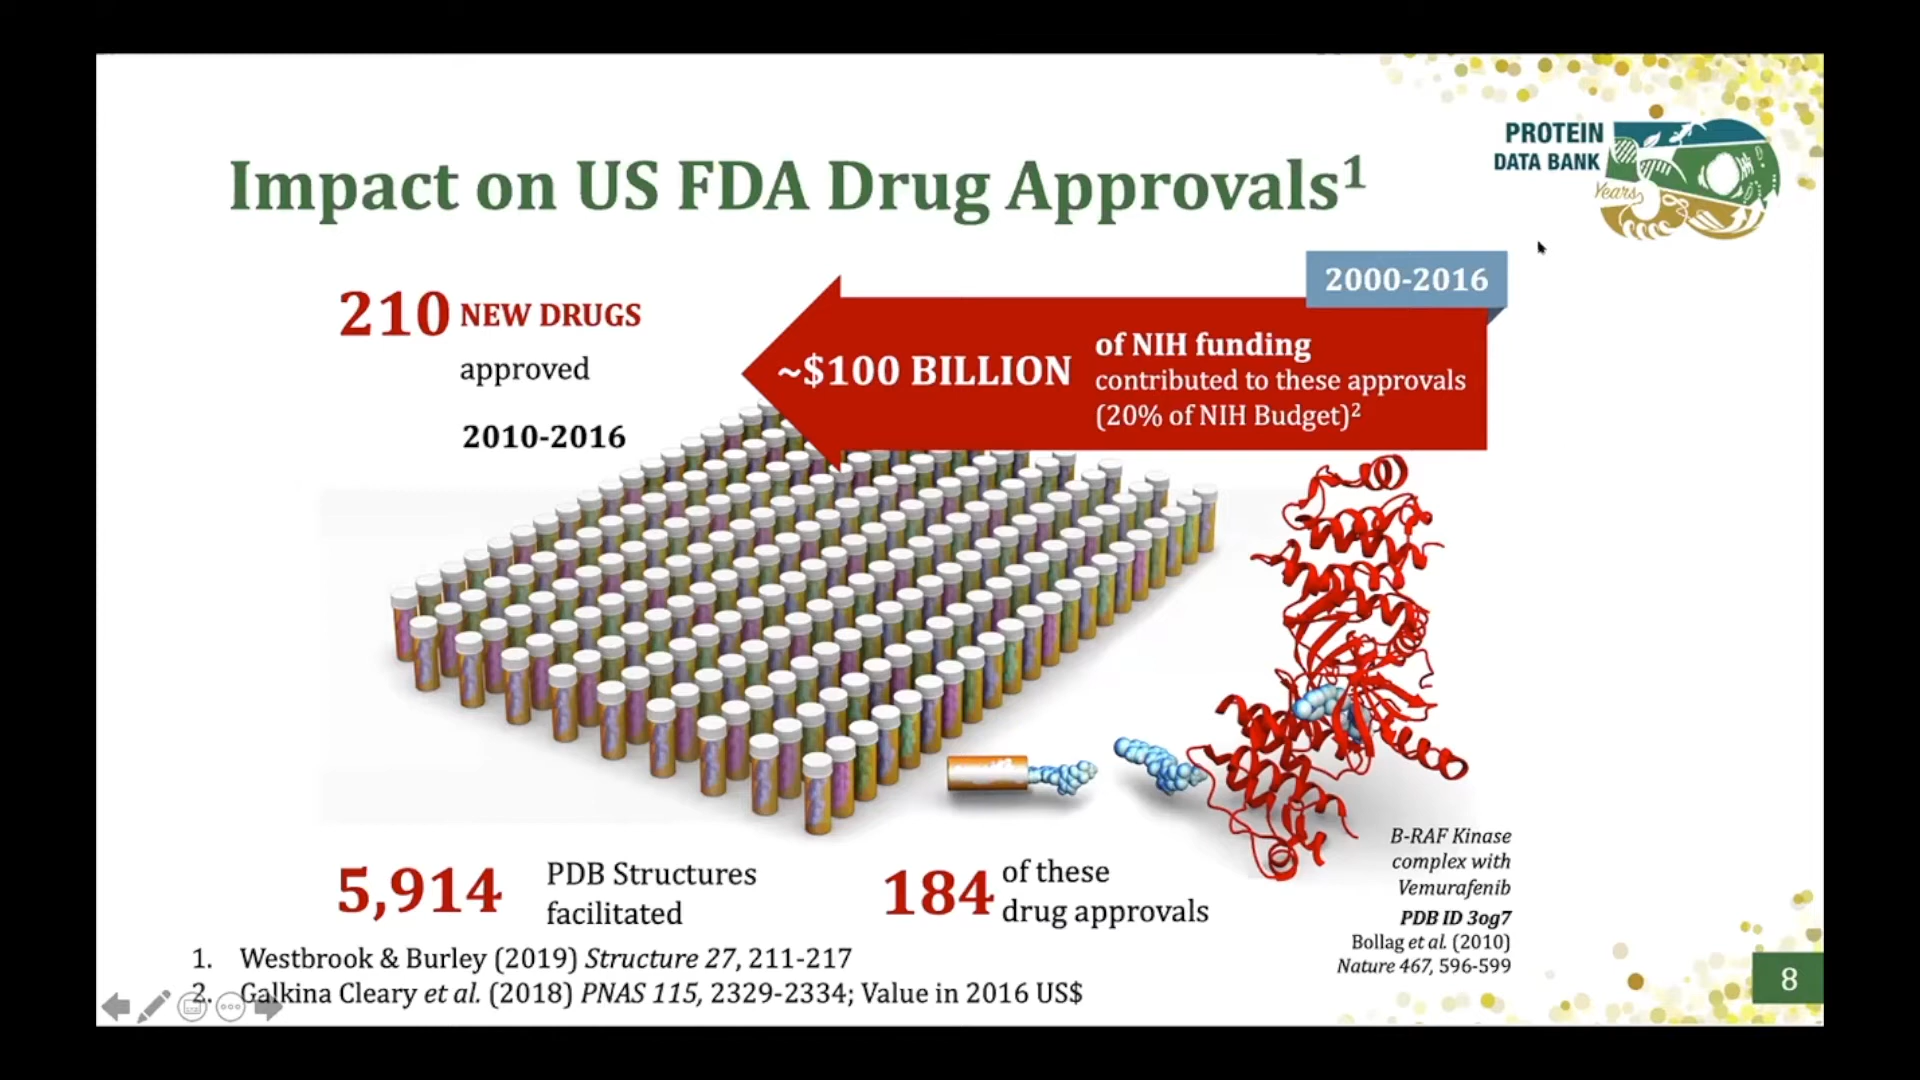 PROTEIN
DATA BANK
Years
Impact on US FDA Drug Approvals¹
2000-2016
210 NEW DRUGS
approved
2010-2016
~$100 BILLION
of NIH funding
contributed to these approvals
(20% of NIH Budget)²
5,914
PDB Structures
facilitated
184
of these
drug approvals
B-RAF Kinase
complex with
Vemurafenib
PDB ID 3og7
Bollag et al. (2010)
Nature 467, 596-599
1. Westbrook & Burley (2019) Structure 27, 211-217
2. Galkina Cleary et al. (2018) PNAS 115, 2329-2334; Value in 2016 US$
8